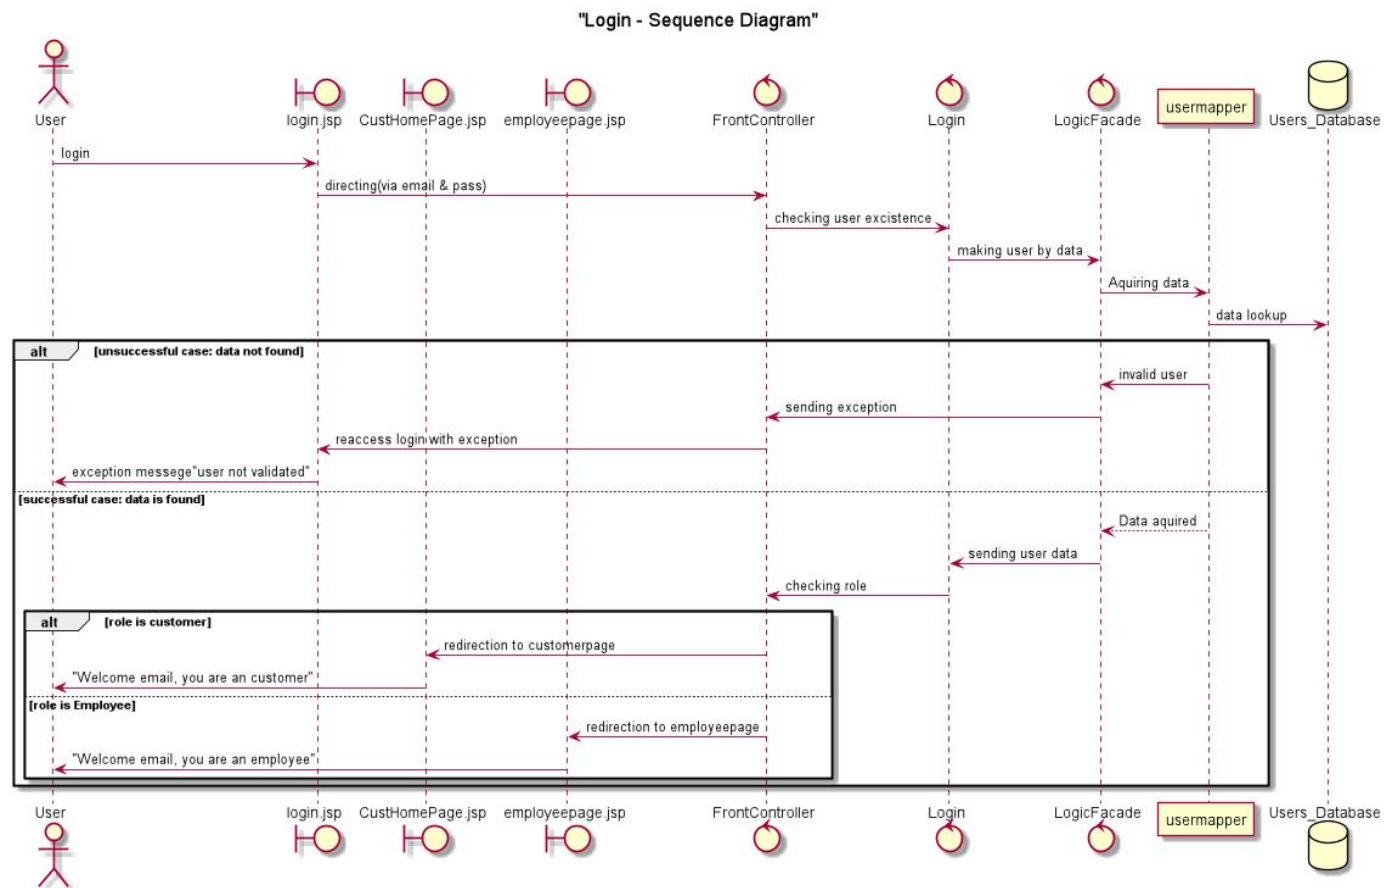 "Login - Sequence Diagram"
User
login.jsp
CustHomePage.jsp
employeepage.jsp
FrontController
Login
LogicFacade
usermapper
Users_Database
login
directing(via email & pass)
checking user excistence
making user by data
Aquiring data
data lookup
alt
[unsuccessful case: data not found]
invalid user
sending exception
reaccess login with exception
exception messege"user not validated"
[successful case: data is found]
Data aquired
sending user data
checking role
alt
[role is customer]
redirection to customerpage
"Welcome email, you are an customer"
[role is Employee]
redirection to employeepage
"Welcome email, you are an employee"
User
login.jsp
CustHomePage.jsp
employeepage.jsp
FrontController
Login
LogicFacade
usermapper
Users_Database